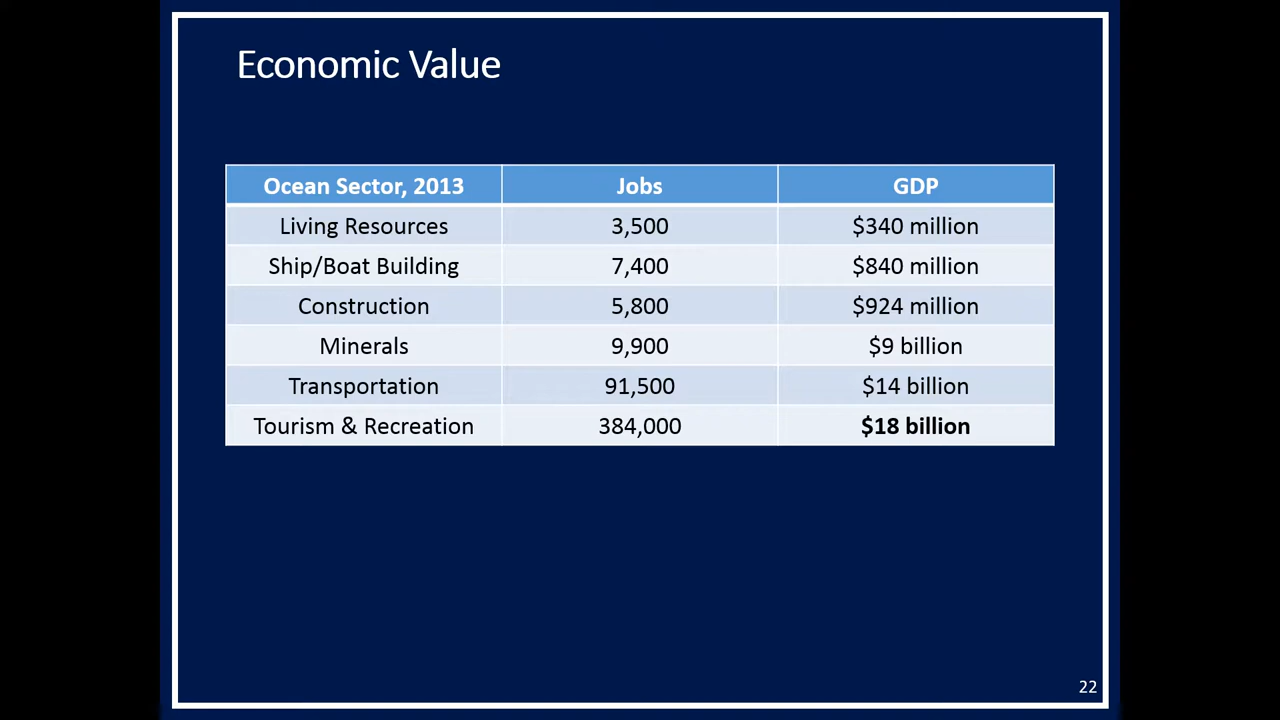 Economic Value
Ocean Sector, 2013 Jobs GDP
Living Resources 3,500 $340 million
Ship/Boat Building 7,400 $840 million
Construction 5,800 $924 million
Minerals 9,900 $9 billion
Transportation 91,500 $14 billion
Tourism & Recreation 384,000 $18 billion
22